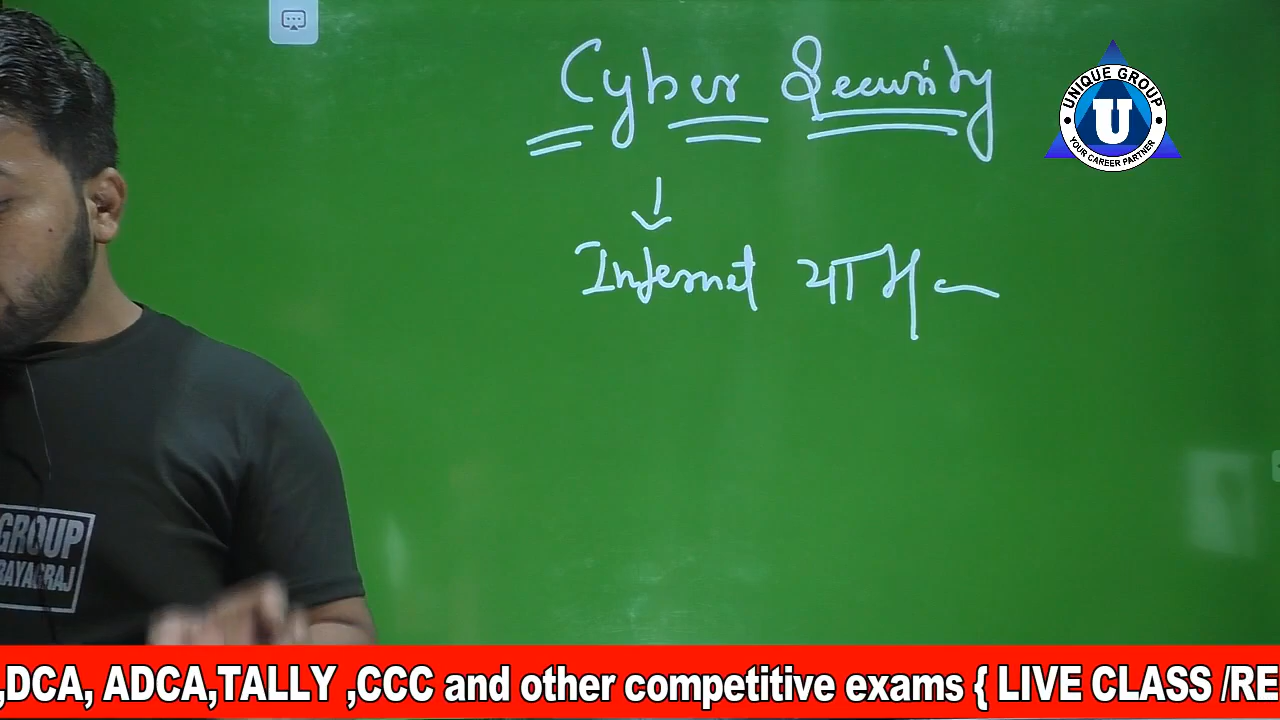 Cyber Security
Internet या
UNIQUE GROUP
U
YOUR CAREER PARTNER
GROUP
RAYAGRAJ
,DCA, ADCA,TALLY ,CCC and other competitive exams { LIVE CLASS /RE